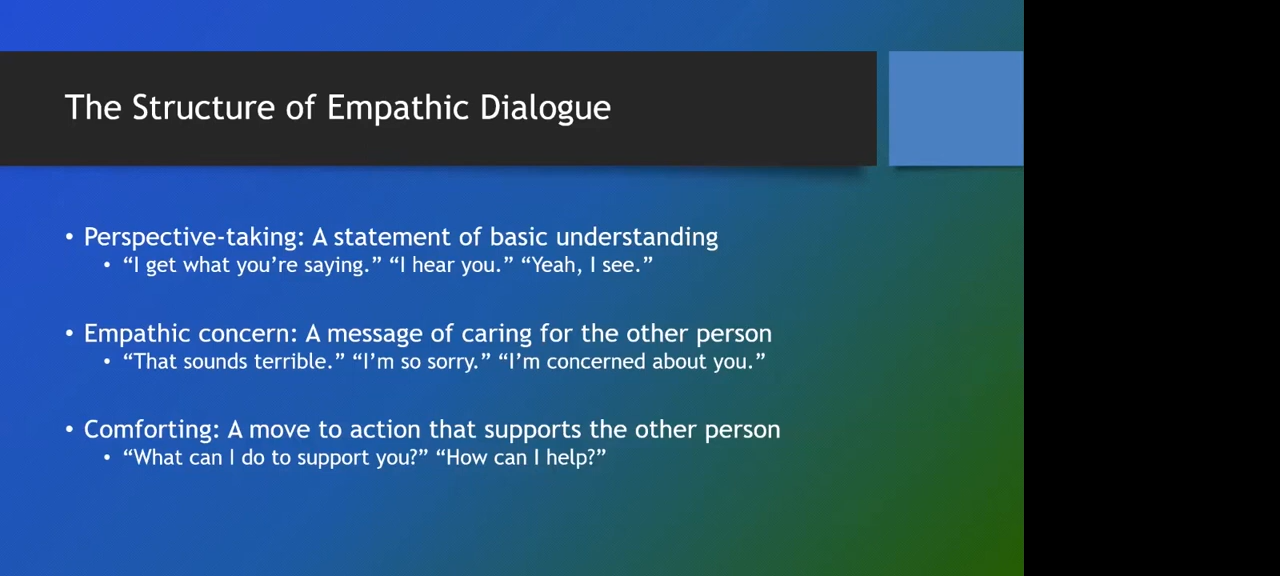 The Structure of Empathic Dialogue
• Perspective-taking: A statement of basic understanding
• “I get what you’re saying.” “I hear you.” “Yeah, I see.”
• Empathic concern: A message of caring for the other person
• “That sounds terrible.” “I’m so sorry.” “I’m concerned about you.”
• Comforting: A move to action that supports the other person
• “What can I do to support you?” “How can I help?”